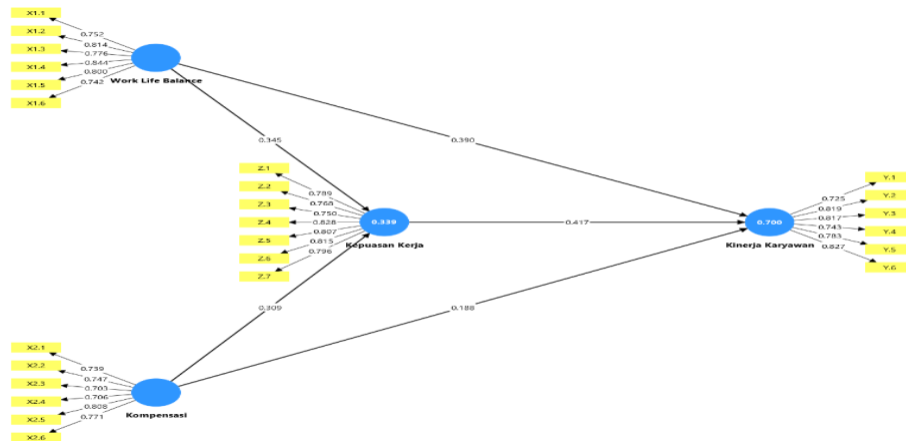 X1.1
X1.2
X1.3
X1.4
X1.5
X1.6
0.752
0.814
0.776
0.844
0.800
0.742
Work Life Balance
0.345
0.390
Z.1
Z.2
Z.3
Z.4
Z.5
Z.6
Z.7
0.789
0.768
0.750
0.828
0.807
0.815
0.796
0.339
Kepuasan Kerja
0.417
0.700
Kinerja Karyawan
0.725
0.819
0.817
0.743
0.783
0.827
Y.1
Y.2
Y.3
Y.4
Y.5
Y.6
0.309
0.188
X2.1
X2.2
X2.3
X2.4
X2.5
X2.6
0.739
0.747
0.703
0.706
0.808
0.771
Kompensasi